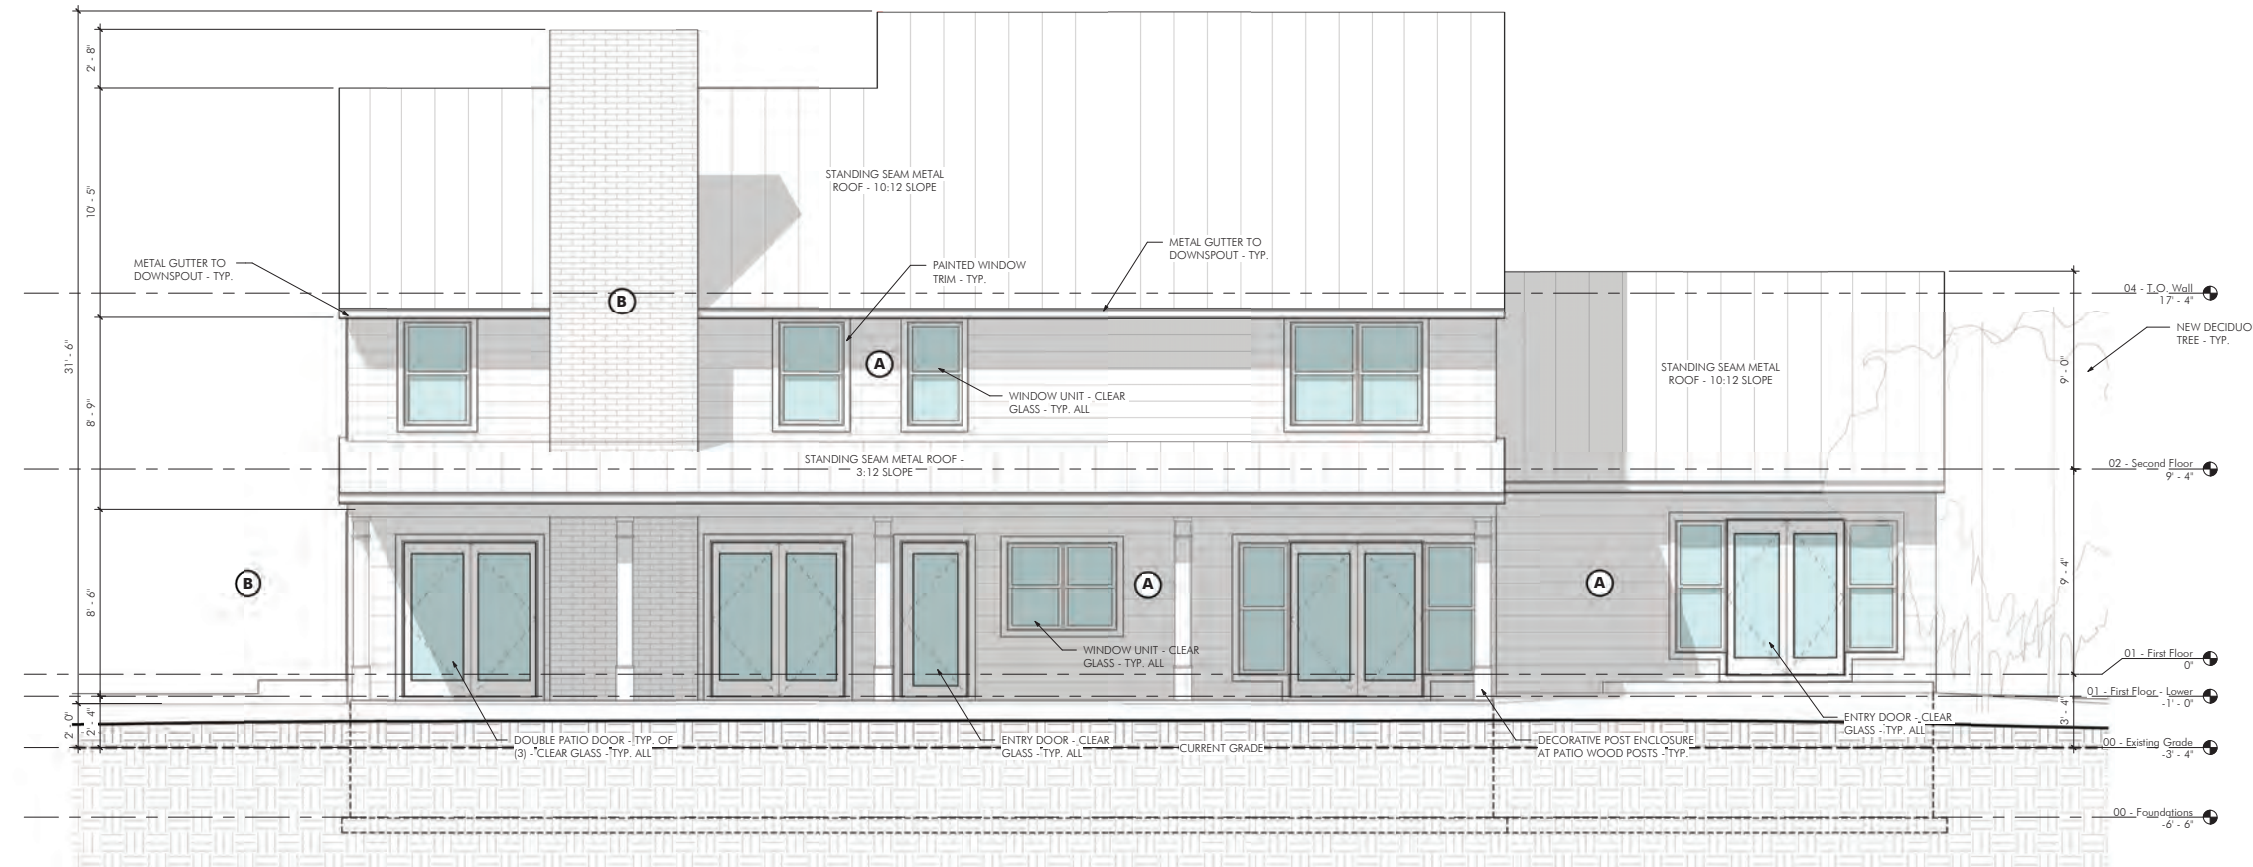 2' - 8"
10' - 5"
31' - 6"
8' - 9"
8' - 6"
2' - 0"
2' - 4"
STANDING SEAM METAL
ROOF - 10:12 SLOPE
METAL GUTTER TO
DOWNSPOUT - TYP.
METAL GUTTER TO
DOWNSPOUT - TYP.
PAINTED WINDOW
TRIM - TYP.
B
A
WINDOW UNIT - CLEAR
GLASS - TYP. ALL
STANDING SEAM METAL
ROOF - 10:12 SLOPE
STANDING SEAM METAL ROOF -
3:12 SLOPE
04 - T.O. Wall
17' - 4"
NEW DECIDUO
TREE - TYP.
9' - 0"
02 - Second Floor
9' - 4"
B
A
A
9' - 4"
WINDOW UNIT - CLEAR
GLASS - TYP. ALL
01 - First Floor
0"
01 - First Floor - Lower
-1' - 0"
3' - 4"
DOUBLE PATIO DOOR - TYP. OF
(3) - CLEAR GLASS - TYP. ALL
ENTRY DOOR - CLEAR
GLASS - TYP. ALL
CURRENT GRADE
DECORATIVE POST ENCLOSURE
AT PATIO WOOD POSTS - TYP.
ENTRY DOOR - CLEAR
GLASS - TYP. ALL
00 - Existing Grade
-3' - 4"
00 - Foundations
-6' - 6"